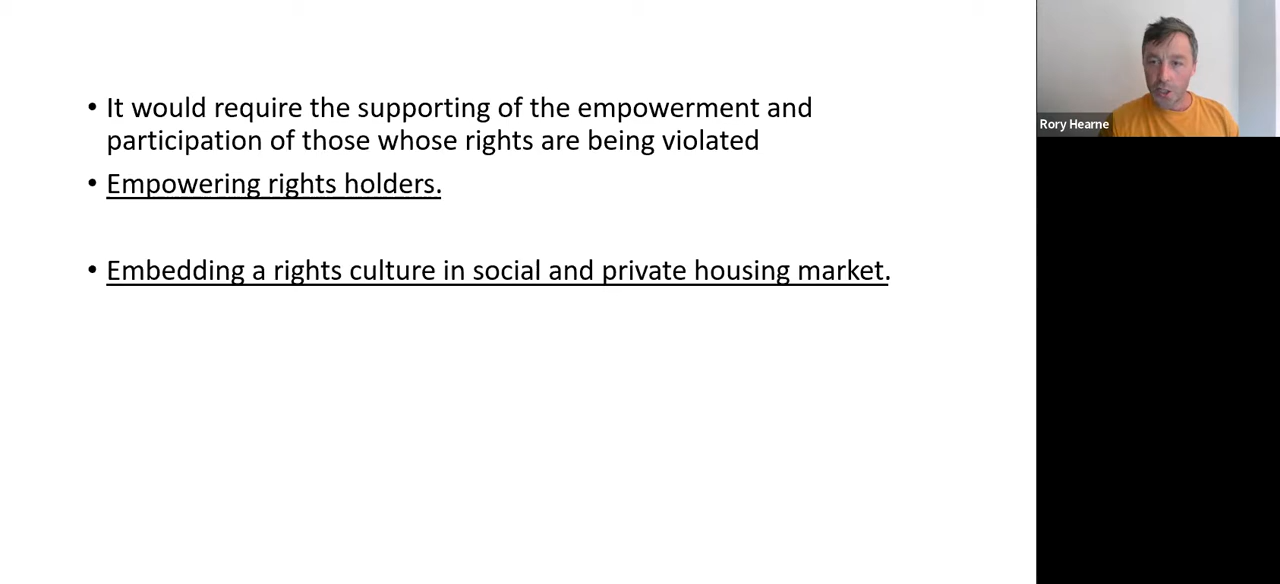 • It would require the supporting of the empowerment and
participation of those whose rights are being violated
• Empowering rights holders.
• Embedding a rights culture in social and private housing market.
Rory Hearne